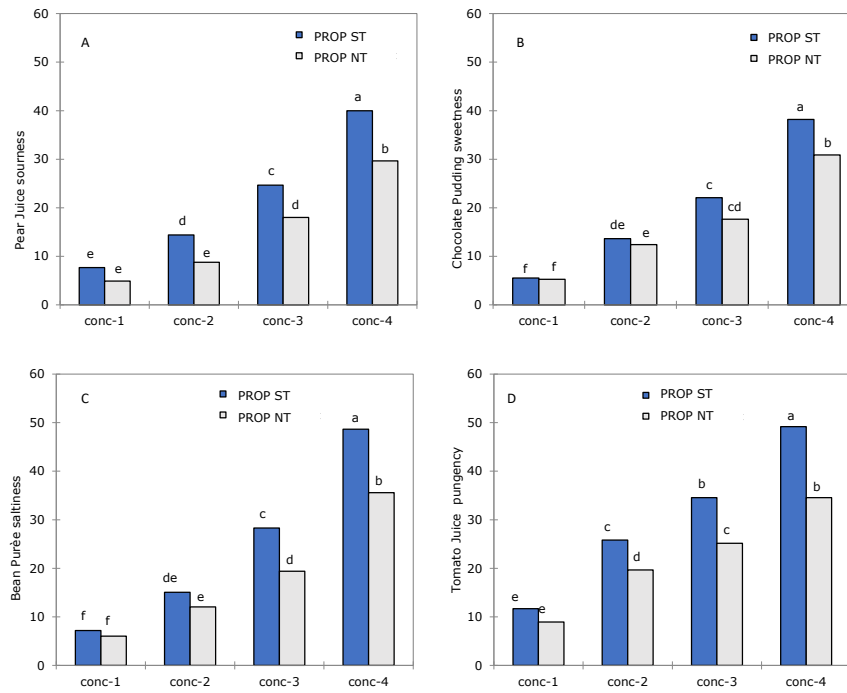 60
A
PROP ST
PROP NT
50
40
30
20
10
0
Pear Juice sourness
e
e
d
e
c
d
a
b
conc-1 conc-2 conc-3 conc-4
60
B
PROP ST
PROP NT
50
40
30
20
10
0
Chocolate Pudding sweetness
f
f
de
e
c
cd
a
b
conc-1 conc-2 conc-3 conc-4
60
C
PROP ST
PROP NT
50
40
30
20
10
0
Bean Purèe saltiness
f
f
de
e
c
d
a
b
conc-1 conc-2 conc-3 conc-4
60
D
PROP ST
PROP NT
50
40
30
20
10
0
Tomato Juice pungency
e
e
c
d
b
c
a
b
conc-1 conc-2 conc-3 conc-4